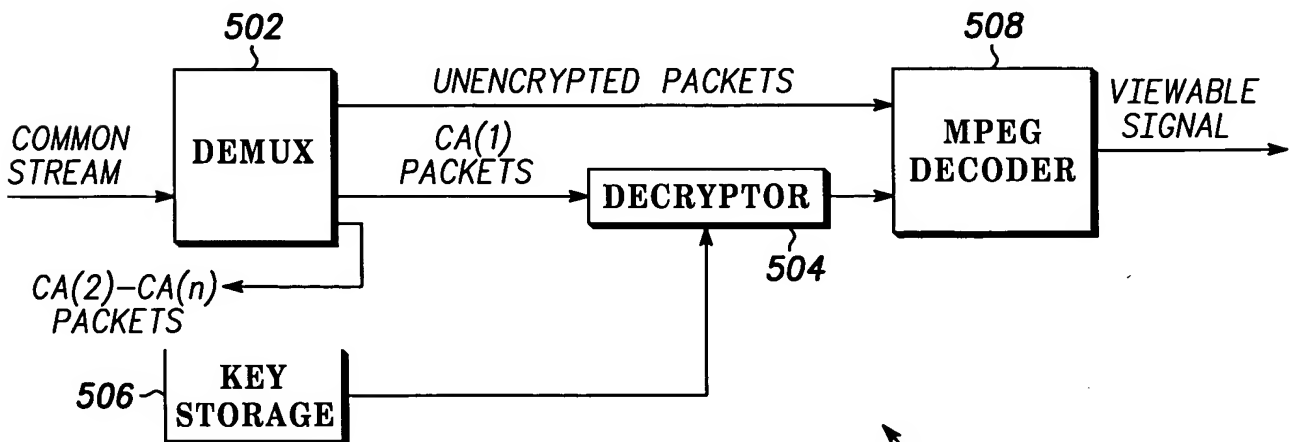 502
508
UNENCRYPTED PACKETS
VIEWABLE
SIGNAL
COMMON
STREAM
DEMUX
CA(1)
PACKETS
MPEG
DECODER
DECRYPTOR
504
CA(2)-CA(n)
PACKETS
506
KEY
STORAGE